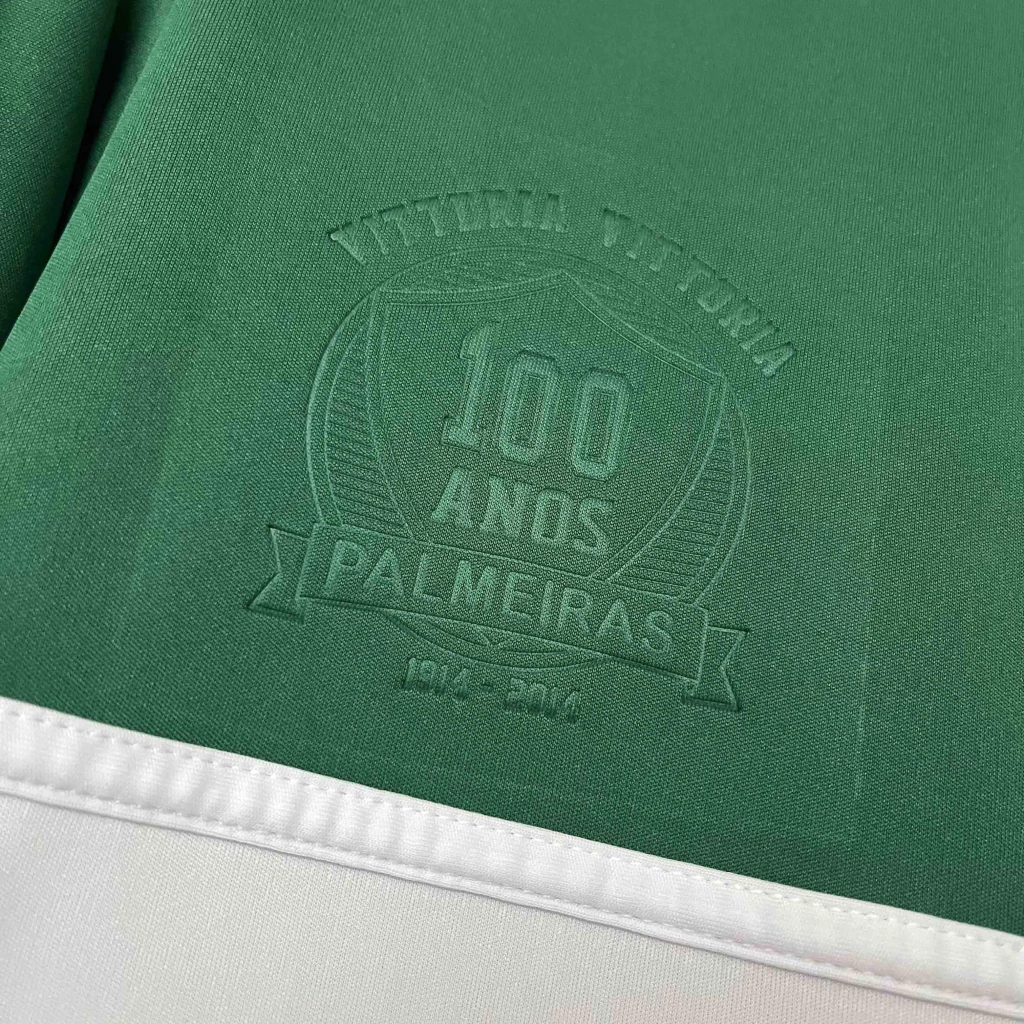 VITTORIA VITTORIA
100
ANOS
PALMEIRAS
1914 - 2014